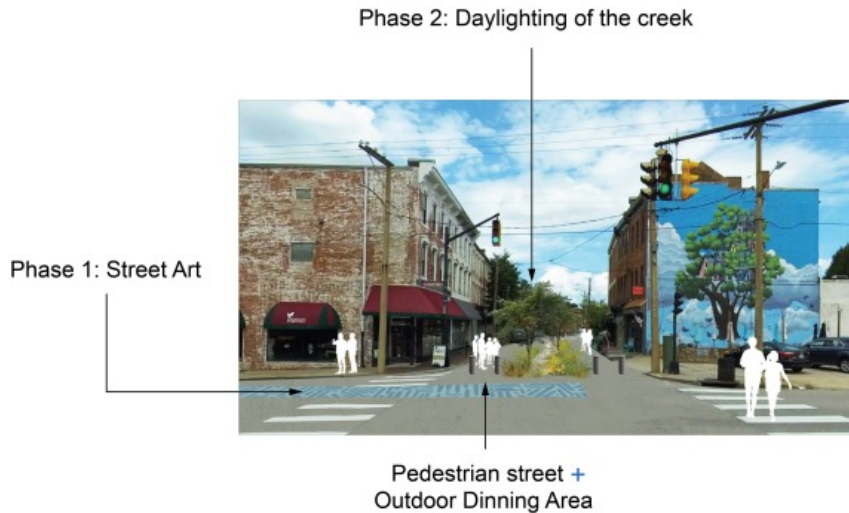 Phase 2: Daylighting of the creek
Phase 1: Street Art
Pedestrian street +
Outdoor Dinning Area